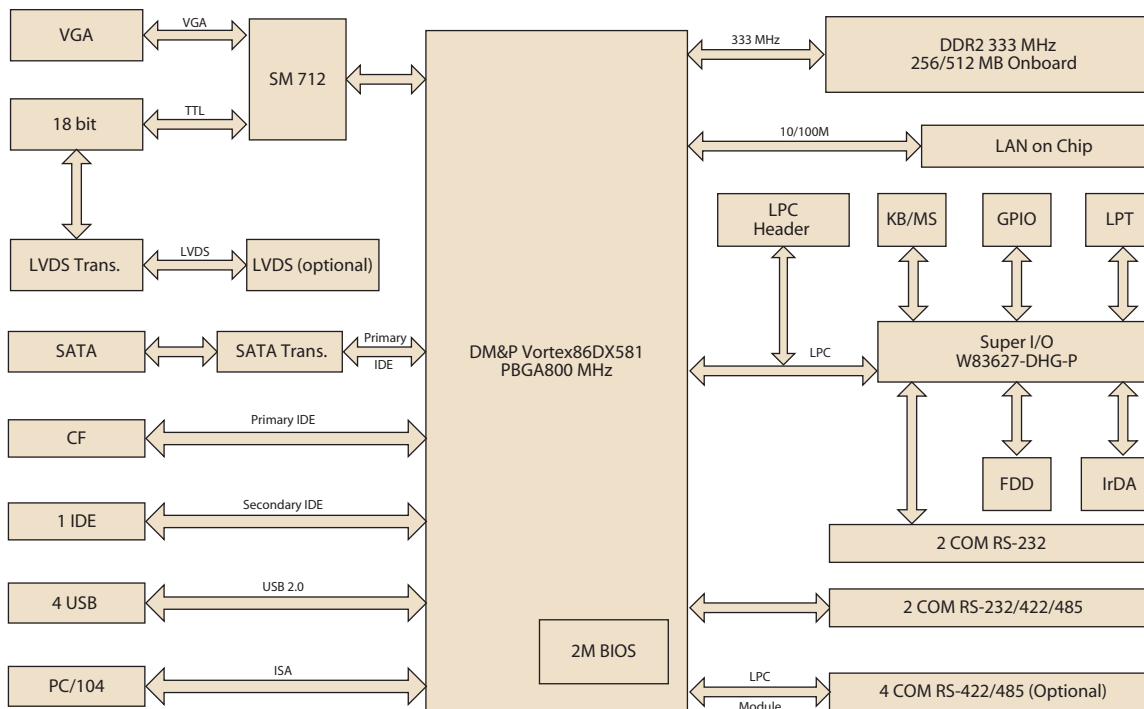 VGA
VGA
SM 712
18 bit
TTL
LVDS Trans.
LVDS
LVDS (optional)
SATA
SATA Trans.
Primary
IDE
CF
Primary IDE
1 IDE
Secondary IDE
4 USB
USB 2.0
PC/104
ISA
DM&P Vortex86DX581
PBGA800 MHz
2M BIOS
333 MHz
DDR2 333 MHz
256/512 MB Onboard
10/100M
LAN on Chip
LPC
Header
KB/MS
GPIO
LPT
LPC
Super I/O
W83627-DHG-P
FDD
IrDA
2 COM RS-232
2 COM RS-232/422/485
LPC
Module
4 COM RS-422/485 (Optional)